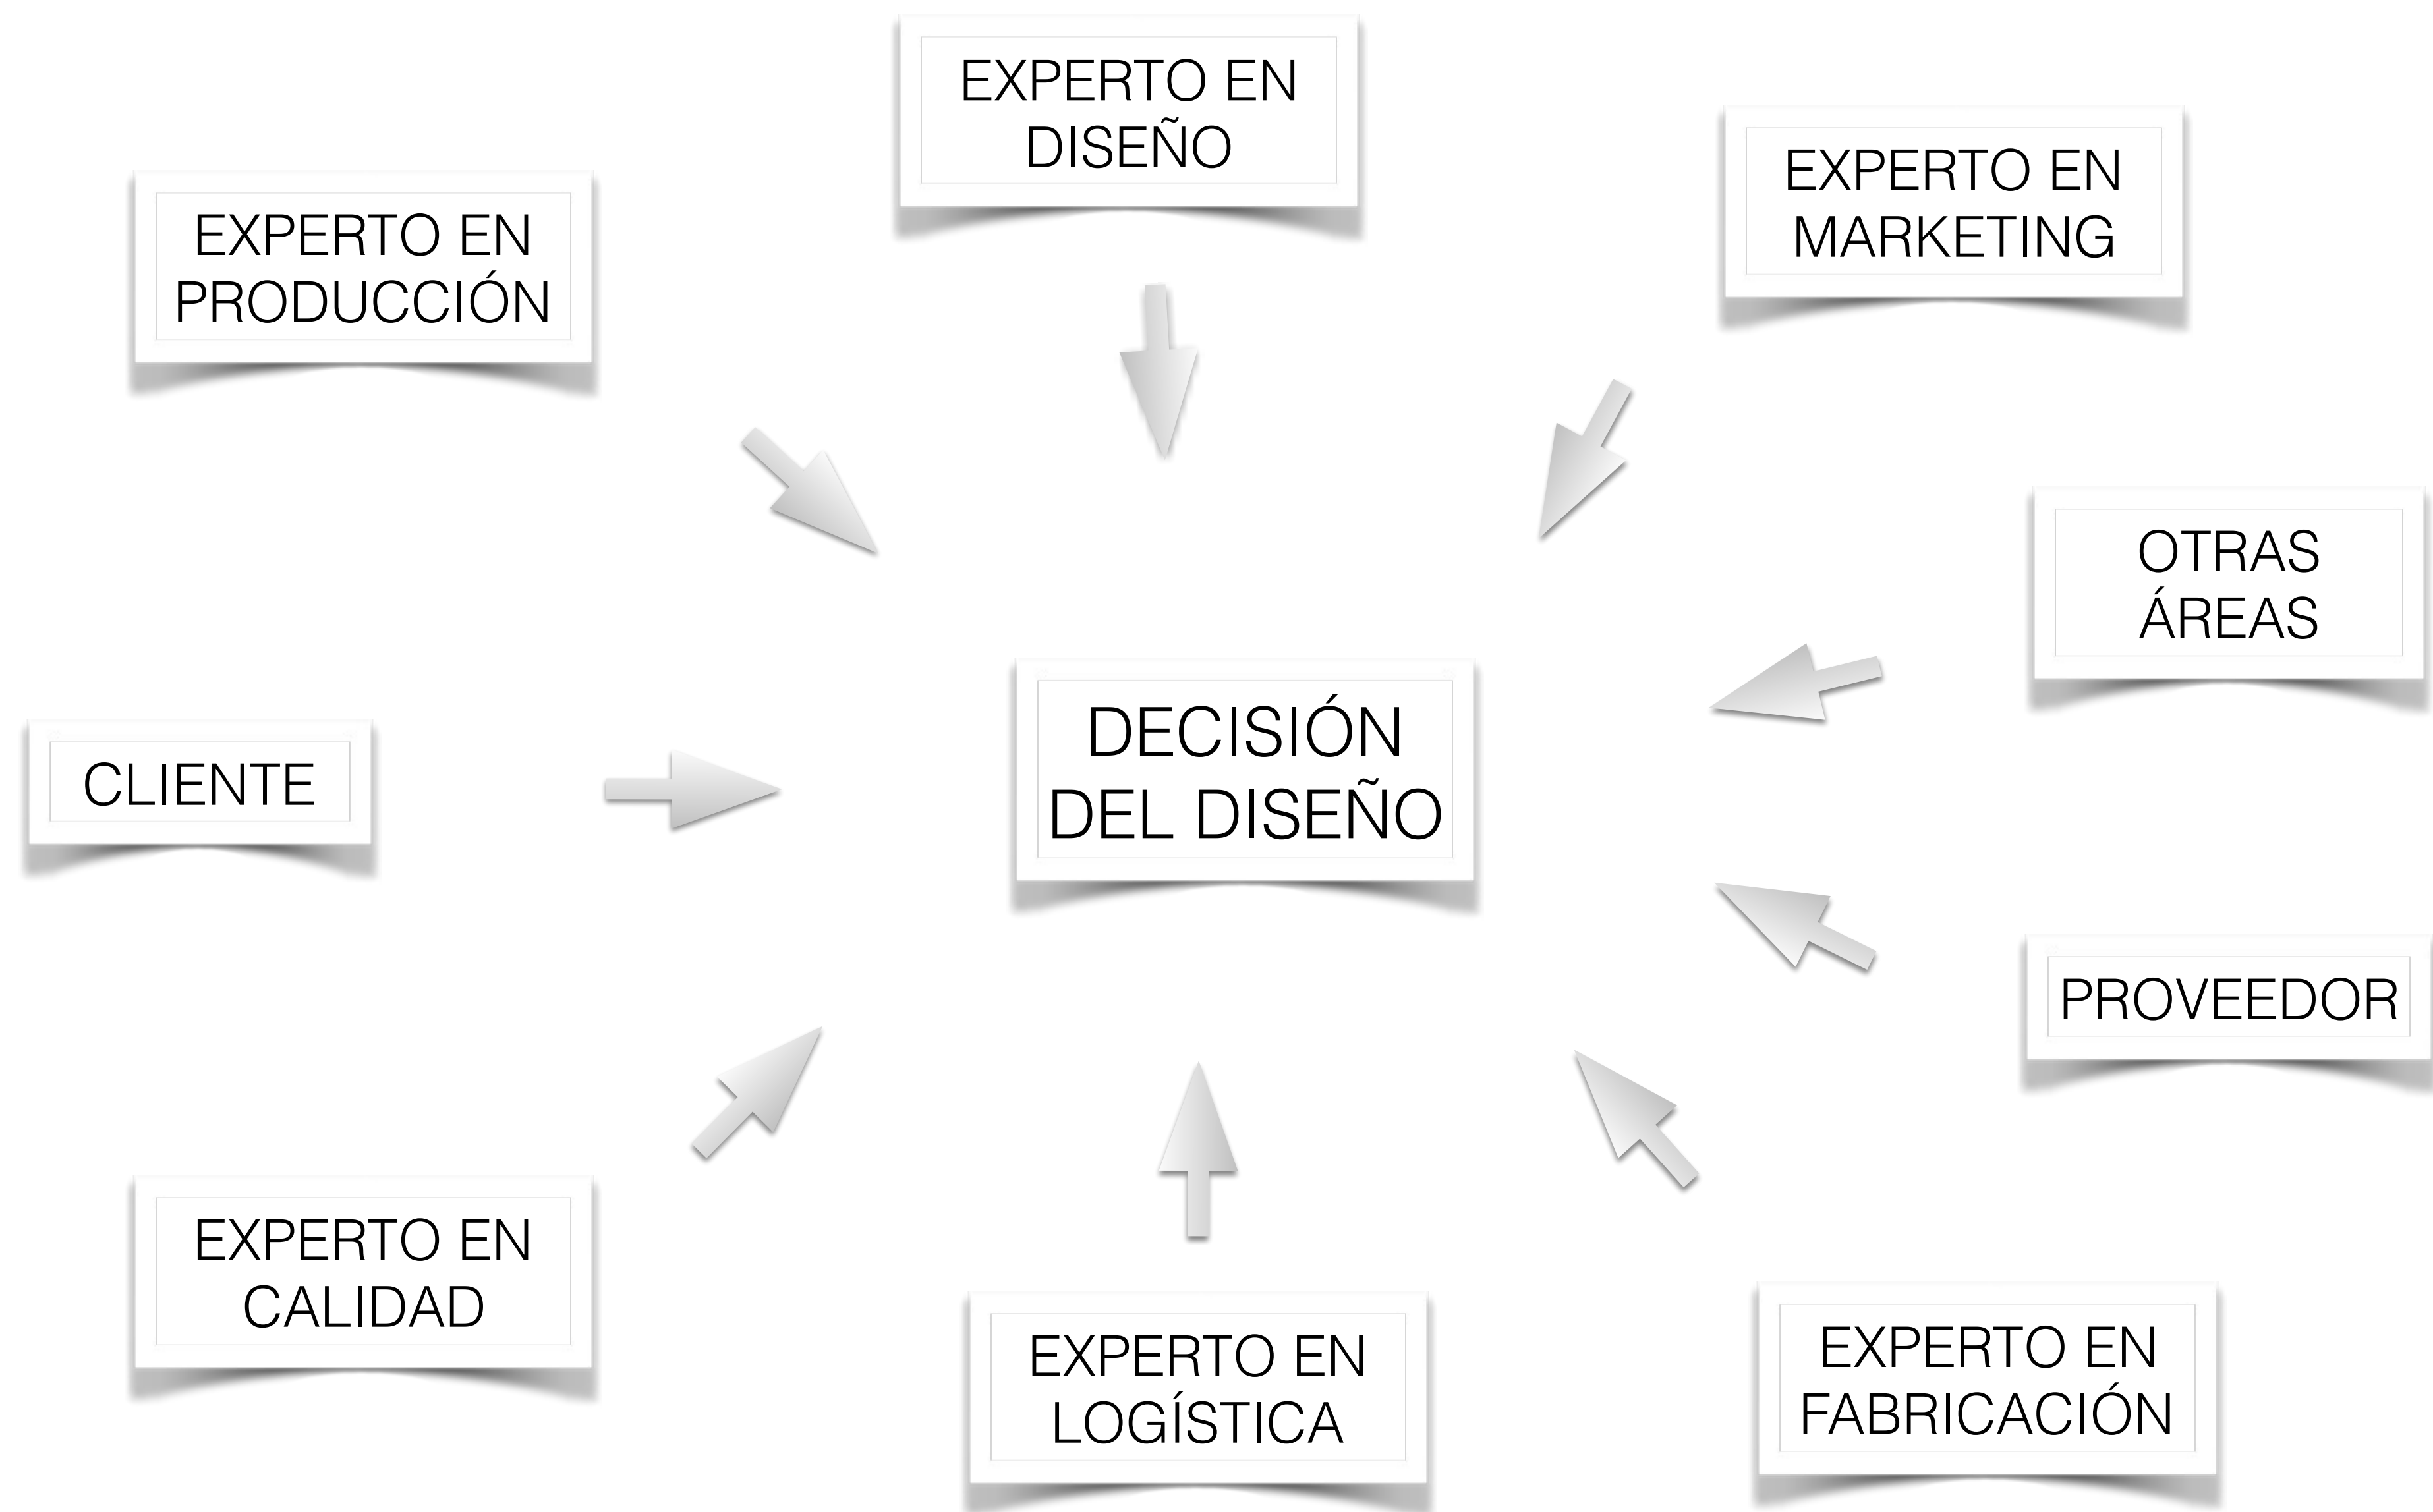 EXPERTO EN
DISEÑO
EXPERTO EN
MARKETING
EXPERTO EN
PRODUCCIÓN
OTRAS
ÁREAS
DECISIÓN
DEL DISEÑO
CLIENTE
PROVEEDOR
EXPERTO EN
CALIDAD
EXPERTO EN
LOGÍSTICA
EXPERTO EN
FABRICACIÓN